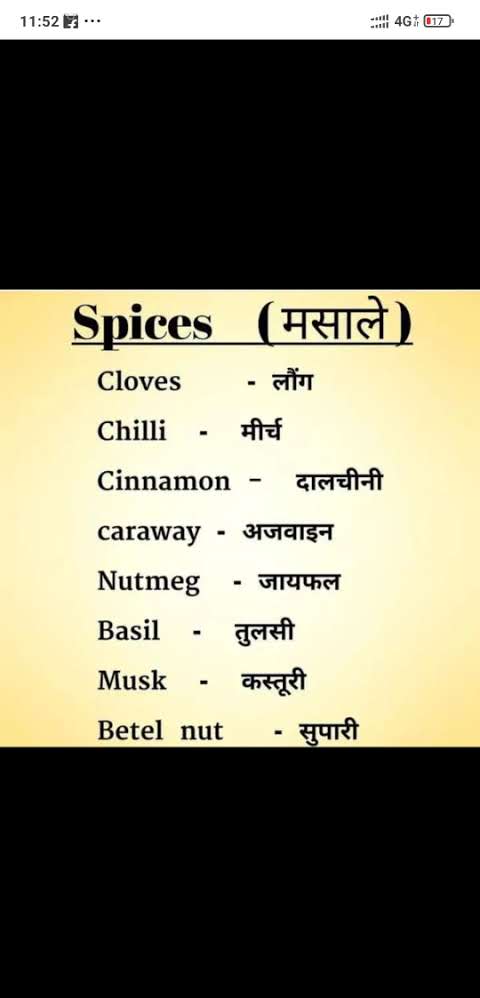 11:52 ... 4G 17
Spices (मसाले)
Cloves - लौंग
Chilli - मीर्च
Cinnamon - दालचीनी
caraway - अजवाइन
Nutmeg - जायफल
Basil - तुलसी
Musk - कस्तूरी
Betel nut - सुपारी